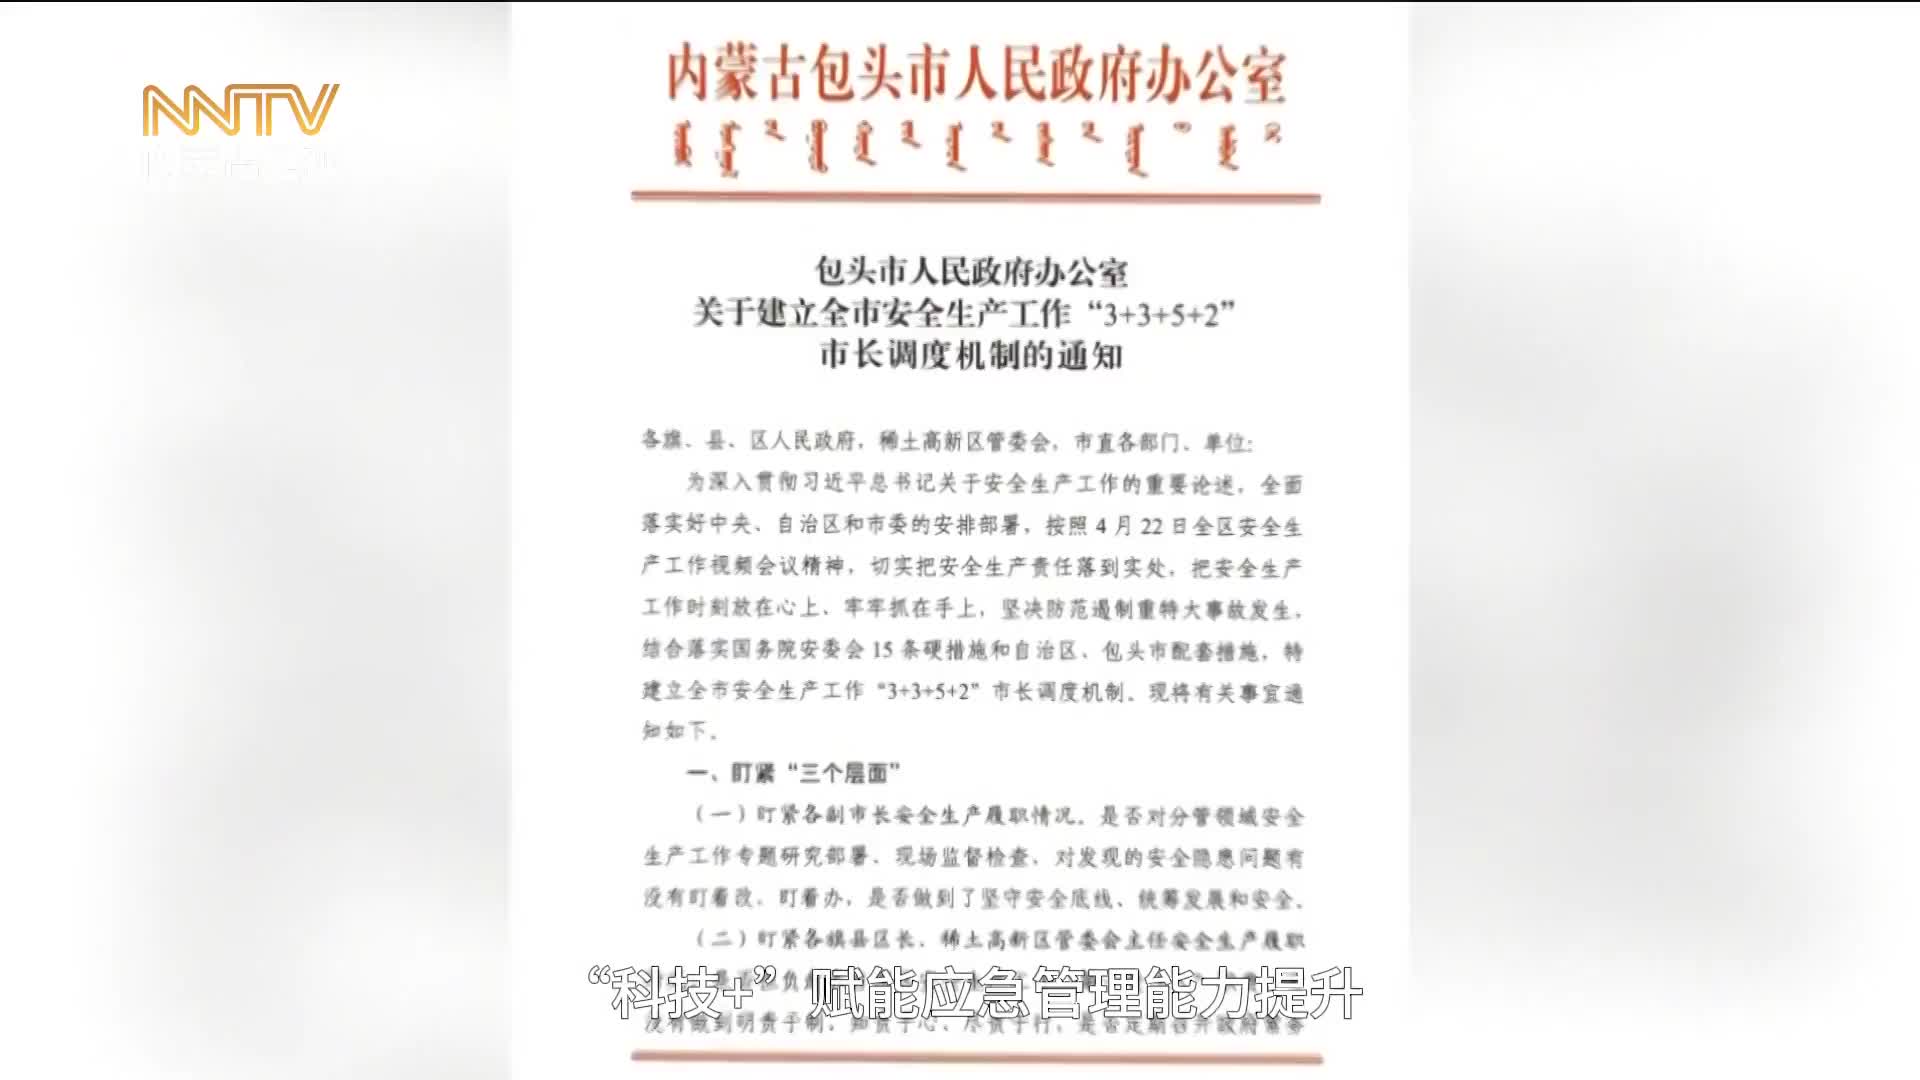 NNTV
内蒙古包头市人民政府办公室
包头市人民政府办公室
关于建立全市安全生产工作“3+3+5+2”
市长调度机制的通知
各旗、县、区人民政府，稀土高新区管委会，市直各部门、单位：
为深入贯彻习近平总书记关于安全生产工作的重要论述，全面
落实好中央、自治区和市委的安排部署，按照4月22日全区安全生
产工作视频会议精神，切实把安全生产责任落到实处，把安全生产
工作时刻放在心上、牢牢抓在手上，坚决防范遏制重特大事故发生，
结合落实国务院安委会15条硬措施和自治区、包头市配套措施，特
建立全市安全生产工作“3+3+5+2”市长调度机制。现将有关事宜通
知如下。
一、盯紧“三个层面”
（一）盯紧各副市长安全生产履职情况。是否对分管领域安全
生产工作专题研究部署、现场监督检查，对发现的安全隐患问题有
没有盯着改、盯着办，是否做到了坚守安全底线、统筹发展和安全。
（二）盯紧各旗县区长、稀土高新区管委会主任安全生产履职
“科技+” 赋能应急管理能力提升
没有做到明责于制、知责于心、尽责于行，是否定期召开政府常务